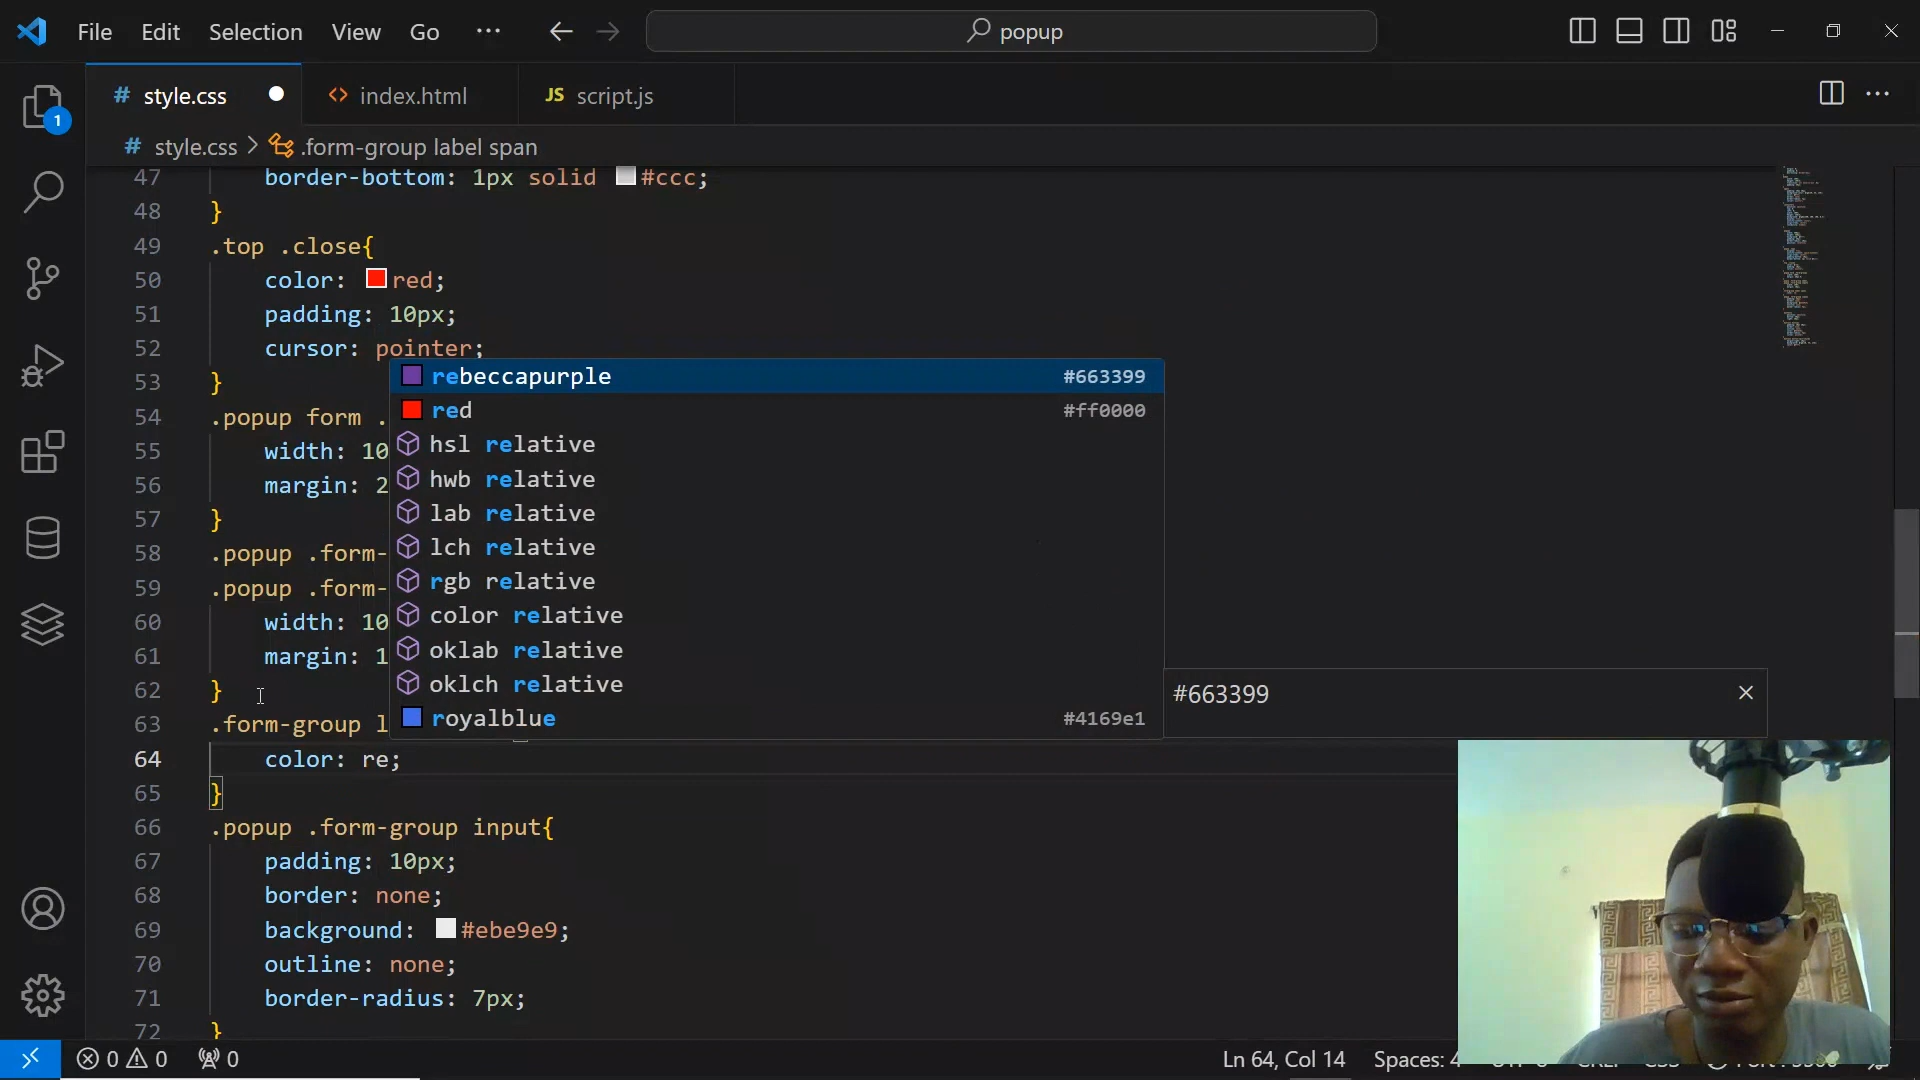 File Edit Selection View Go ··· popup
# style.css <> index.html JS script.js
1
# style.css > .form-group label span
47 border-bottom: 1px solid #ccc;
48 }
49 .top .close{
50 color: red;
51 padding: 10px;
52 cursor: pointer;
53 }
54 .popup form .
55 width: 10
56 margin: 2
57 }
58 .popup .form-
59 .popup .form-
60 width: 10
61 margin: 1
62 }
63 .form-group l
64 color: re;
65 }
66 .popup .form-group input{
67 padding: 10px;
68 border: none;
69 background: #ebe9e9;
70 outline: none;
71 border-radius: 7px;
72 }
rebeccapurple #663399
red #ff0000
hsl relative
hwb relative
lab relative
lch relative
rgb relative
color relative
oklab relative
oklch relative
royalblue #4169e1
#663399
0 0 0 Ln 64, Col 14 Spaces: 4